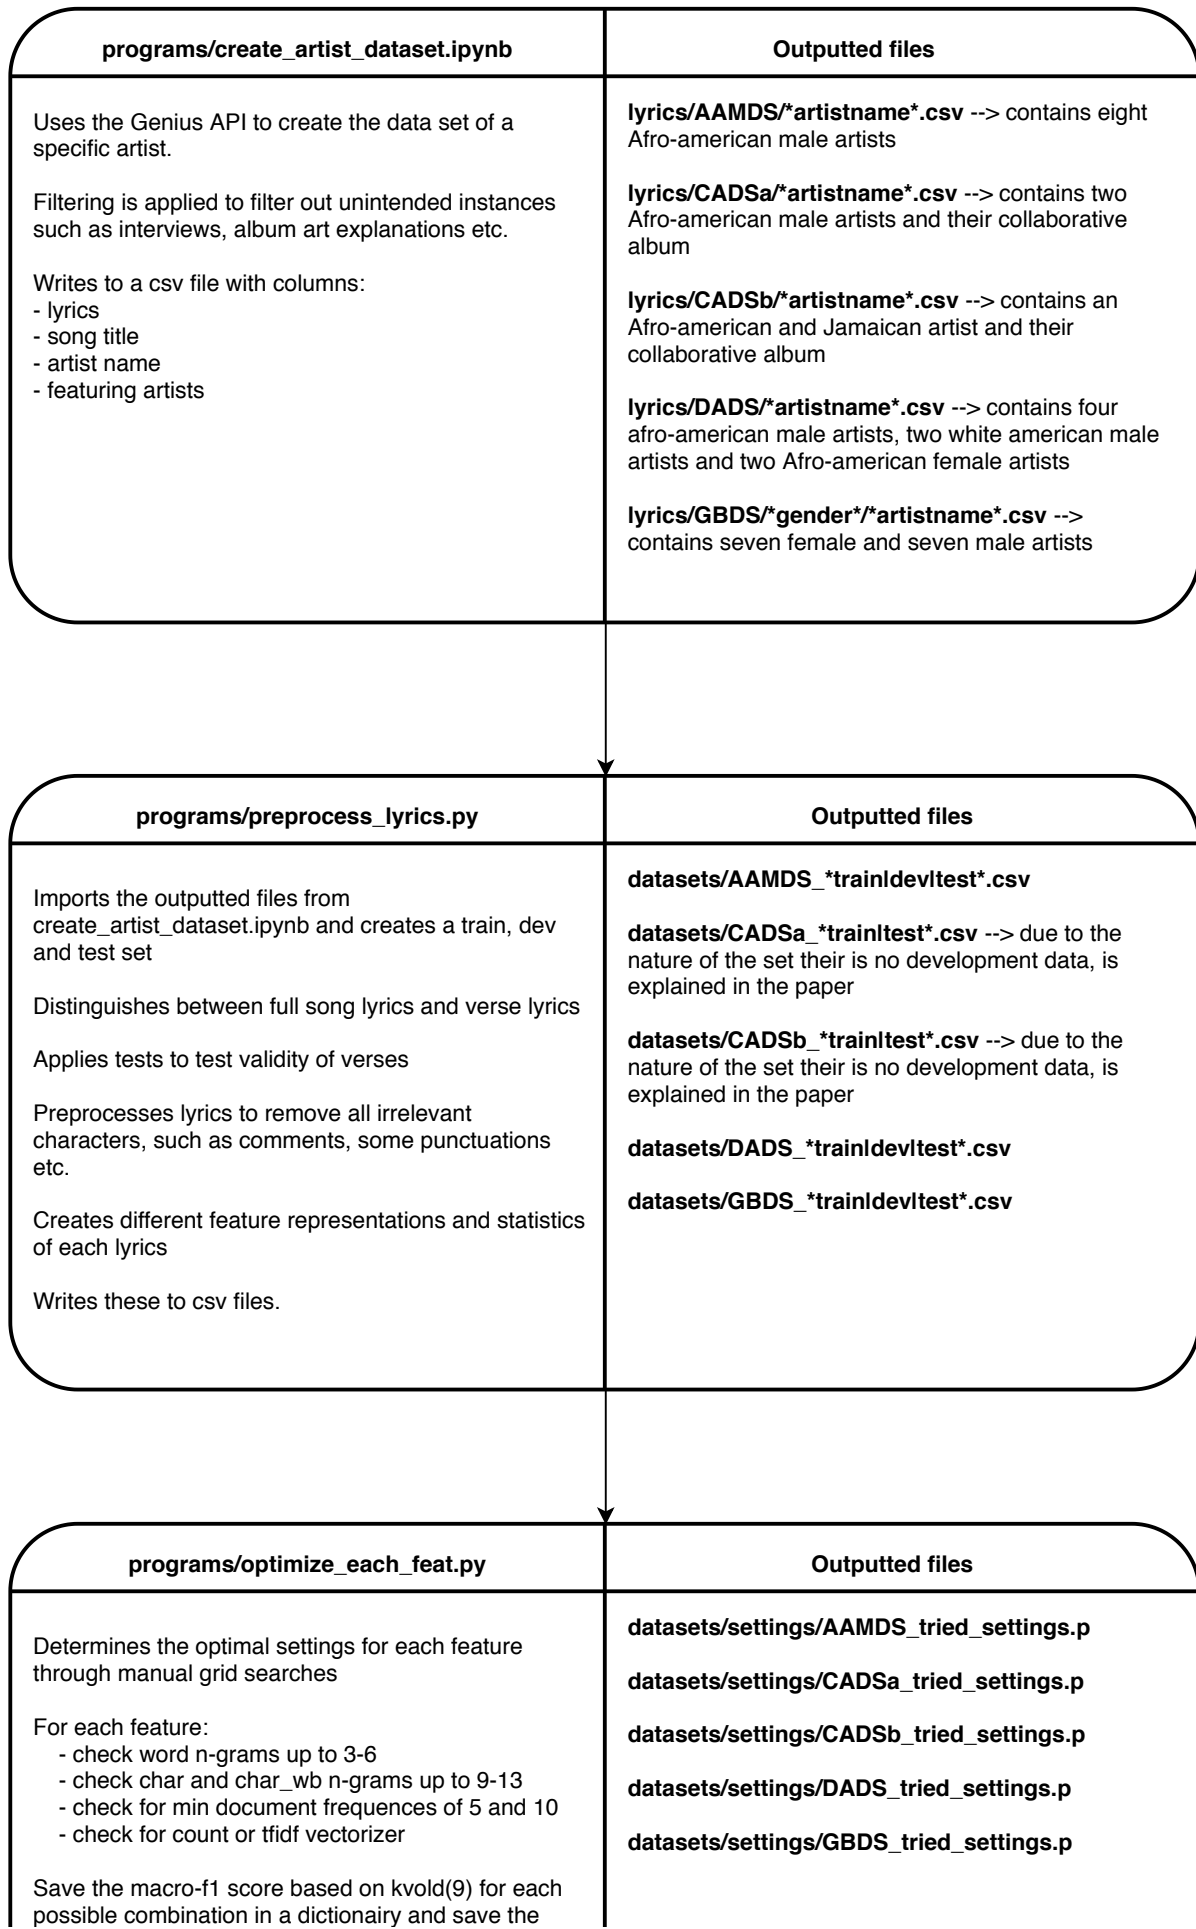 programs/create_artist_dataset.ipynb
Outputted files
Uses the Genius API to create the data set of a
specific artist.
Filtering is applied to filter out unintended instances
such as interviews, album art explanations etc.
Writes to a csv file with columns:
- lyrics
- song title
- artist name
- featuring artists
lyrics/AAMDS/*artistname*.csv --> contains eight
Afro-american male artists
lyrics/CADSa/*artistname*.csv --> contains two
Afro-american male artists and their collaborative
album
lyrics/CADSb/*artistname*.csv --> contains an
Afro-american and Jamaican artist and their
collaborative album
lyrics/DADS/*artistname*.csv --> contains four
afro-american male artists, two white american male
artists and two Afro-american female artists
lyrics/GBDS/*gender*/*artistname*.csv -->
contains seven female and seven male artists
programs/preprocess_lyrics.py
Outputted files
Imports the outputted files from
create_artist_dataset.ipynb and creates a train, dev
and test set
Distinguishes between full song lyrics and verse lyrics
Applies tests to test validity of verses
Preprocesses lyrics to remove all irrelevant
characters, such as comments, some punctuations
etc.
Creates different feature representations and statistics
of each lyrics
Writes these to csv files.
datasets/AAMDS_*train|dev|test*.csv
datasets/CADSa_*train|test*.csv --> due to the
nature of the set their is no development data, is
explained in the paper
datasets/CADSb_*train|test*.csv --> due to the
nature of the set their is no development data, is
explained in the paper
datasets/DADS_*train|dev|test*.csv
datasets/GBDS_*train|dev|test*.csv
programs/optimize_each_feat.py
Outputted files
Determines the optimal settings for each feature
through manual grid searches
For each feature:
- check word n-grams up to 3-6
- check char and char_wb n-grams up to 9-13
- check for min document frequences of 5 and 10
- check for count or tfidf vectorizer
Save the macro-f1 score based on kvold(9) for each
possible combination in a dictionairy and save the
datasets/settings/AAMDS_tried_settings.p
datasets/settings/CADSa_tried_settings.p
datasets/settings/CADSb_tried_settings.p
datasets/settings/DADS_tried_settings.p
datasets/settings/GBDS_tried_settings.p